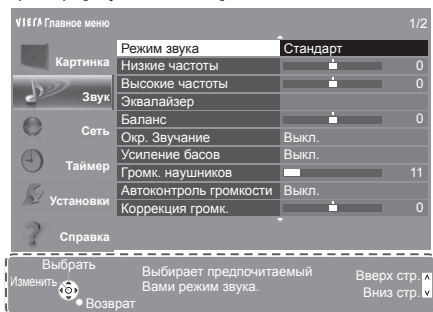 VIErA Главное меню 1/2
Картинка
Звук
Сеть
Таймер
Установки
Справка
Режим звука Стандарт
Низкие частоты 0
Высокие частоты 0
Эквалайзер
Баланс 0
Окр. Звучание Выкл.
Усиление басов Выкл.
Громк. наушников 11
Автоконтроль громкости Выкл.
Коррекция громк. 0
Выбрать
Изменить
Возврат
Выбирает предпочитаемый
Вами режим звука.
Вверх стр.
Вниз стр.